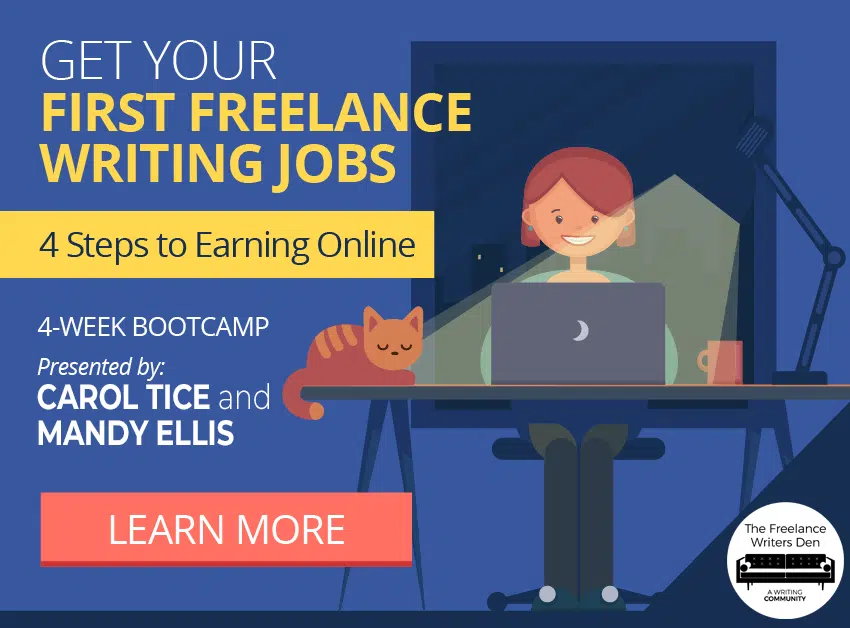 GET YOUR
FIRST FREELANCE
WRITING JOBS
4 Steps to Earning Online
4-WEEK BOOTCAMP
Presented by:
CAROL TICE and
MANDY ELLIS
LEARN MORE
The Freelance
Writers Den
A WRITING
COMMUNITY